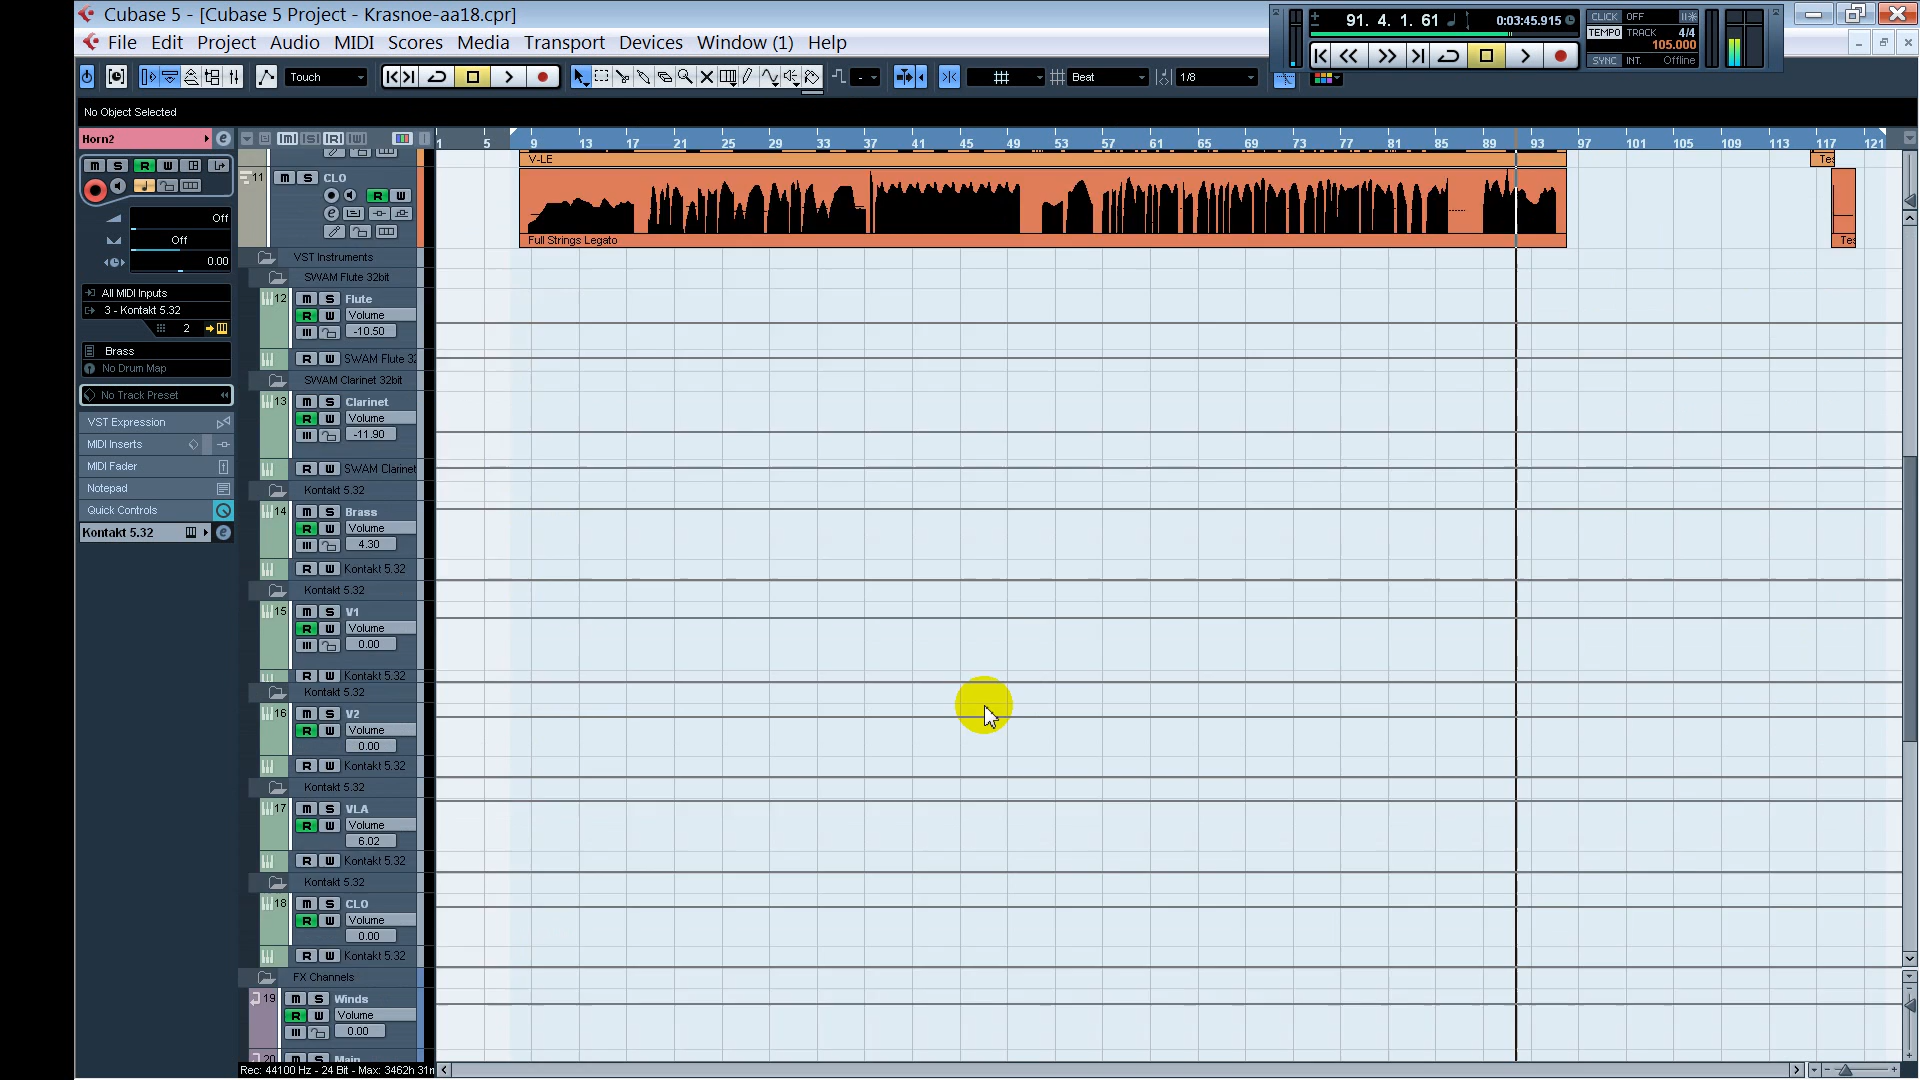 Cubase 5 - [Cubase 5 Project - Krasnoe-aa18.cpr]
File Edit Project Audio MIDI Scores Media Transport Devices Window (1) Help
91. 4. 1. 61 0:03:45.915
CLICK OFF
TEMPO TRACK 4/4
105.000
SYNC INT. Offline
Touch - Beat 1/8
No Object Selected
Horn2
M S R W
Off
Off
0.00
All MIDI Inputs
3 - Kontakt 5.32
2
Brass
No Drum Map
No Track Preset
VST Expression
MIDI Inserts
MIDI Fader
Notepad
Quick Controls
Kontakt 5.32
1 5 9 13 17 21 25 29 33 37 41 45 49 53 57 61 65 69 73 77 81 85 89 93 97 101 105 109 113 117 121
V-LE
11 m S CLO
R W
Full Strings Legato
VST Instruments
SWAM Flute 32bit
12 m S Flute
R W Volume
-10.50
R W SWAM Flute 32
SWAM Clarinet 32bit
13 m S Clarinet
R W Volume
-11.90
R W SWAM Clarinet
Kontakt 5.32
14 m S Brass
R W Volume
4.30
R W Kontakt 5.32
Kontakt 5.32
15 m S V1
R W Volume
0.00
R W Kontakt 5.32
Kontakt 5.32
16 m S V2
R W Volume
0.00
R W Kontakt 5.32
Kontakt 5.32
17 m S VLA
R W Volume
6.02
R W Kontakt 5.32
Kontakt 5.32
18 m S CLO
R W Volume
0.00
R W Kontakt 5.32
FX Channels
19 m S Winds
R W Volume
0.00
20 m S Main
Rec: 44100 Hz - 24 Bit - Max: 3462h 31m